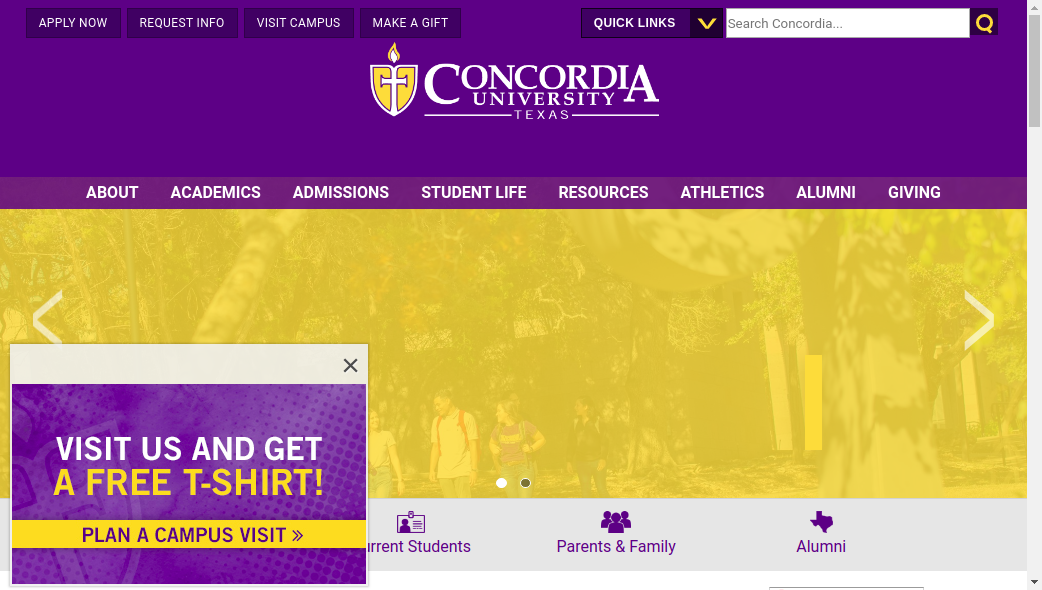 APPLY NOW
REQUEST INFO
VISIT CAMPUS
MAKE A GIFT
QUICK LINKS
Search Concordia...
CONCORDIA
UNIVERSITY
TEXAS
ABOUT
ACADEMICS
ADMISSIONS
STUDENT LIFE
RESOURCES
ATHLETICS
ALUMNI
GIVING
VISIT US AND GET
A FREE T-SHIRT!
PLAN A CAMPUS VISIT »
urrent Students
Parents & Family
Alumni